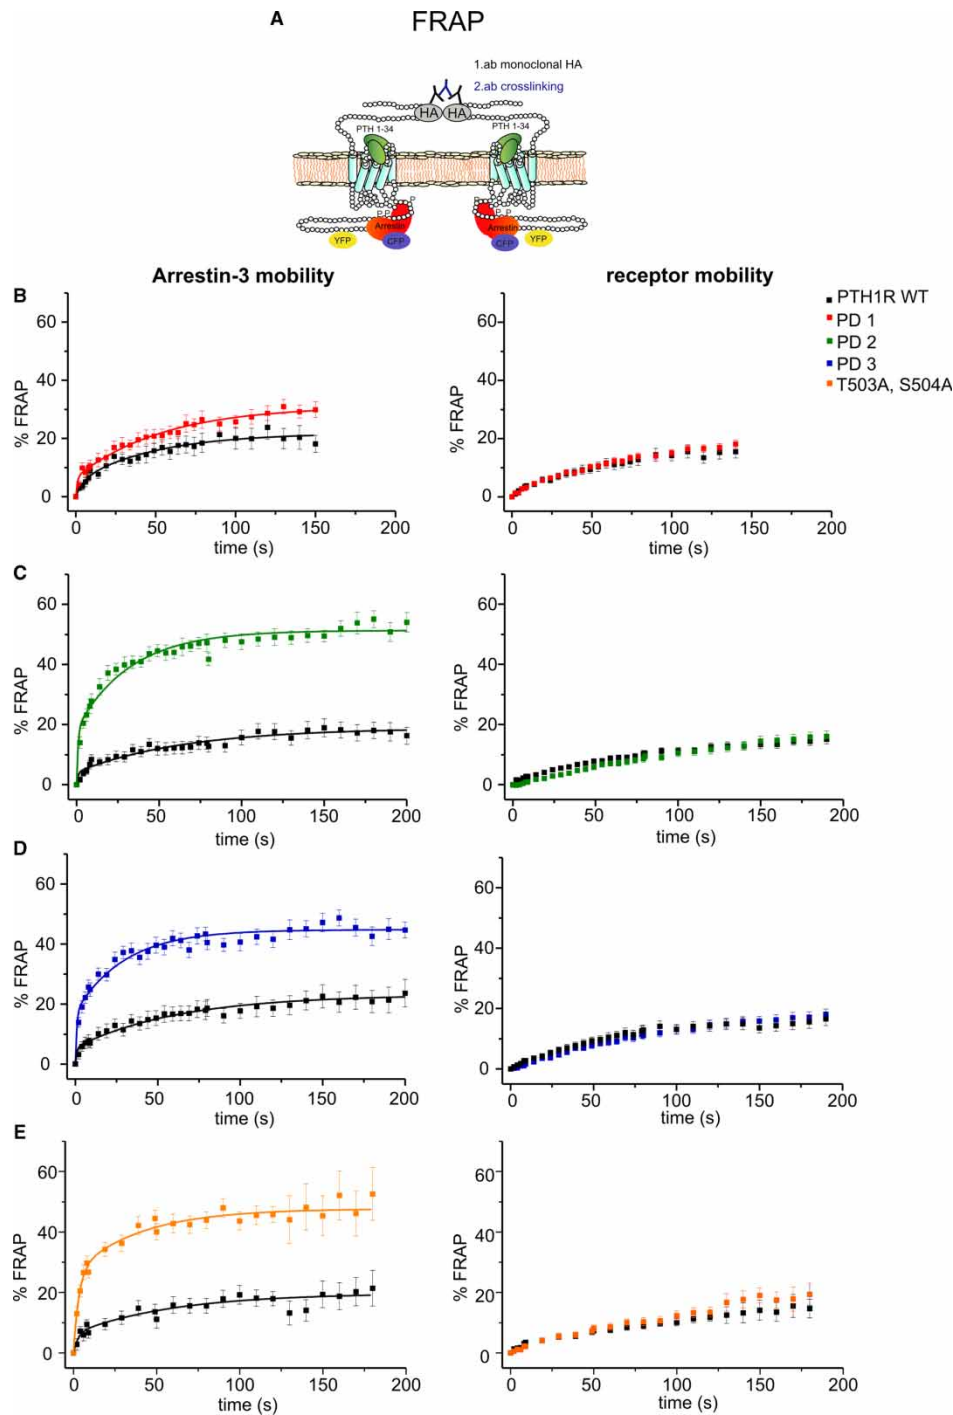 A
FRAP
1.ab monoclonal HA
2.ab crosslinking
HA HA
PTH 1-34 PTH 1-34
P
P P P P
Arrestin Arrestin
YFP CFP CFP YFP
Arrestin-3 mobility receptor mobility
PTH1R WT
PD 1
PD 2
PD 3
T503A, S504A
B
% FRAP
60
40
20
0
0 50 100 150 200
time (s)
% FRAP
60
40
20
0
0 50 100 150 200
time (s)
C
% FRAP
60
40
20
0
0 50 100 150 200
time (s)
% FRAP
60
40
20
0
0 50 100 150 200
time (s)
D
% FRAP
60
40
20
0
0 50 100 150 200
time (s)
% FRAP
60
40
20
0
0 50 100 150 200
time (s)
E
% FRAP
60
40
20
0
0 50 100 150 200
time (s)
% FRAP
60
40
20
0
0 50 100 150 200
time (s)